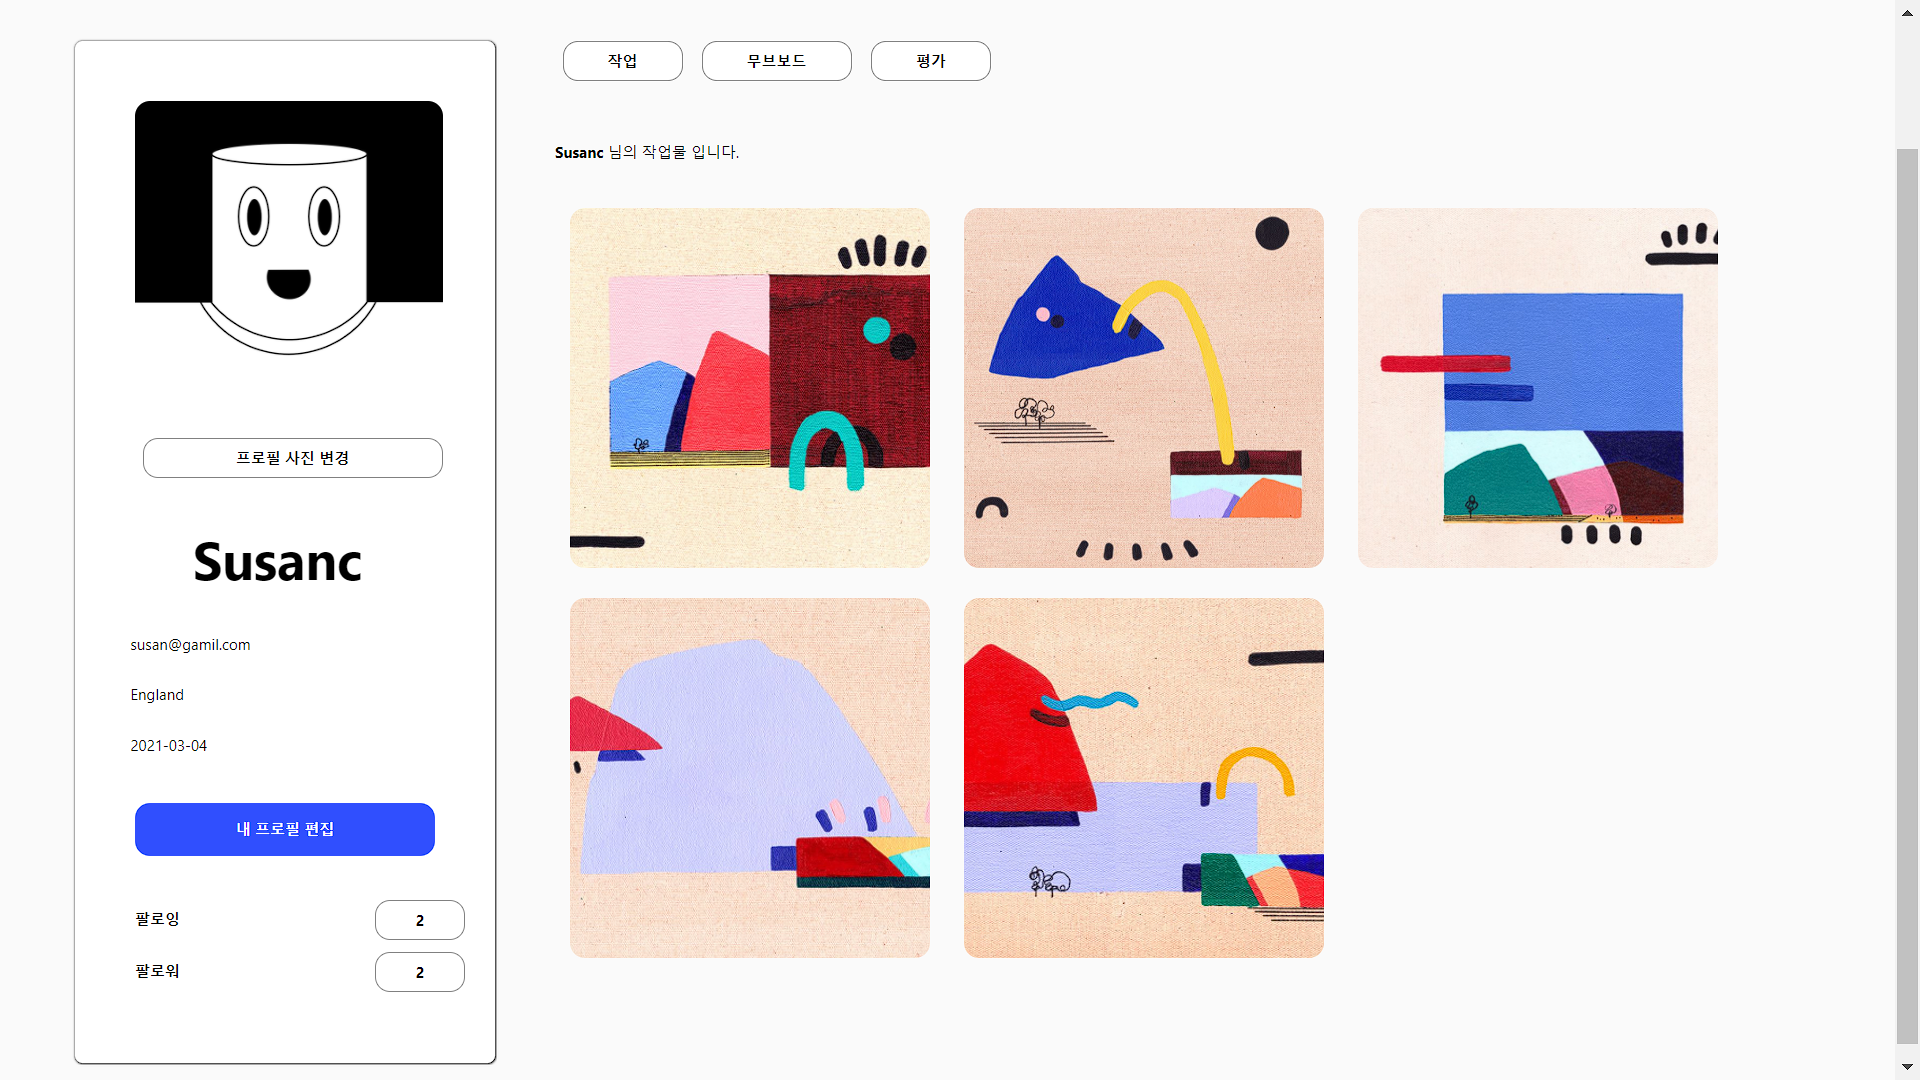 작업
무브보드
평가
Susanc 님의 작업물 입니다.
프로필 사진 변경
Susanc
susan@gamil.com
England
2021-03-04
내 프로필 편집
팔로잉 2
팔로워 2